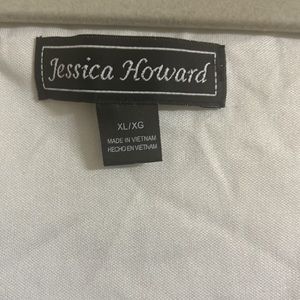 Jessica Howard
XL/XG
MADE IN VIETNAM
HECHO EN VIETNAM